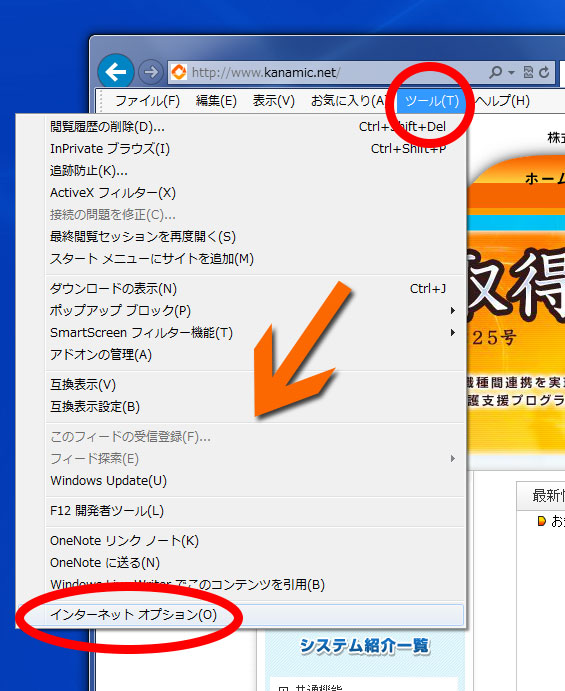 http://www.kanamic.net/
ファイル(F) 編集(E) 表示(V) お気に入り(A) ツール(T) ヘルプ(H)
閲覧履歴の削除(D)... Ctrl+Shift+Del
InPrivate ブラウズ(I) Ctrl+Shift+P
追跡防止(K)...
ActiveX フィルター(X)
接続の問題を修正(C)...
最終閲覧セッションを再度開く(S)
スタート メニューにサイトを追加(M)
ダウンロードの表示(N) Ctrl+J
ポップアップ ブロック(P)
SmartScreen フィルター機能(T)
アドオンの管理(A)
互換表示(V)
互換表示設定(B)
このフィードの受信登録(F)...
フィード探索(E)
Windows Update(U)
F12 開発者ツール(L)
OneNote リンク ノート(K)
OneNote に送る(N)
Windows Live Writer でこのコンテンツを引用(B)
インターネット オプション(O)
株式
ホーム
取得
25号
職種間連携を実
護支援プログラ
最新情
お
システム紹介一覧
共通機能